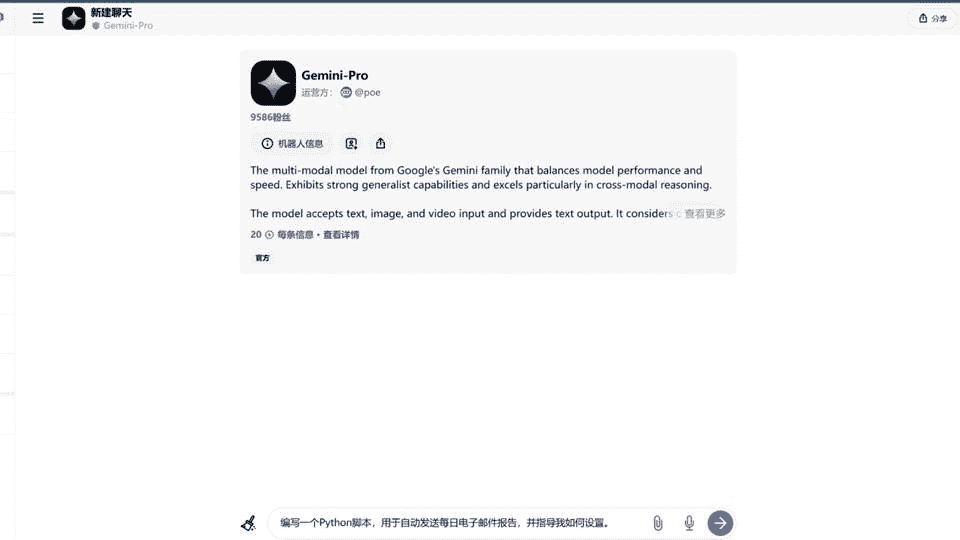 新建聊天
Gemini-Pro
分享
Gemini-Pro
运营方： @poe
9586粉丝
机器人信息
The multi-modal model from Google's Gemini family that balances model performance and
speed. Exhibits strong generalist capabilities and excels particularly in cross-modal reasoning.
The model accepts text, image, and video input and provides text output. It considers c 查看更多
20 每条信息 • 查看详情
官方
编写一个Python脚本，用于自动发送每日电子邮件报告，并指导我如何设置。